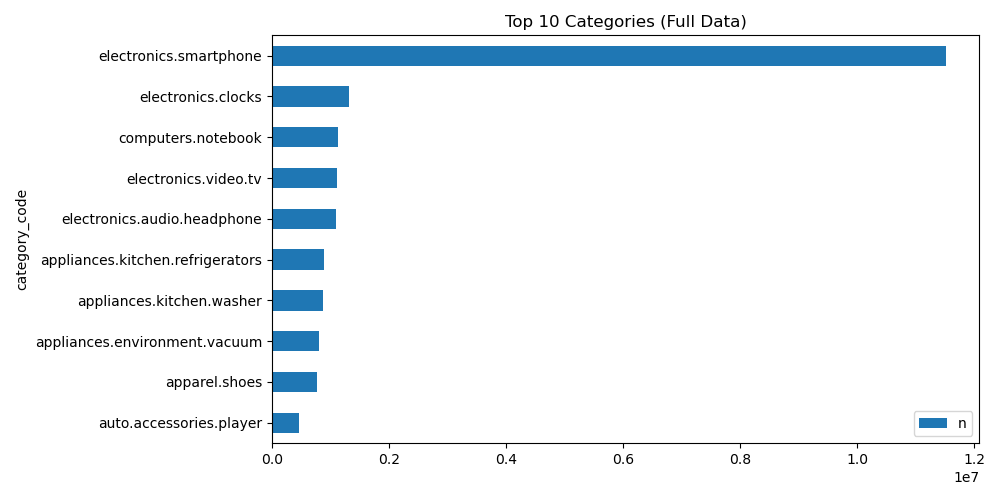 Top 10 Categories (Full Data)
category_code
electronics.smartphone
electronics.clocks
computers.notebook
electronics.video.tv
electronics.audio.headphone
appliances.kitchen.refrigerators
appliances.kitchen.washer
appliances.environment.vacuum
apparel.shoes
auto.accessories.player
n
0.0 0.2 0.4 0.6 0.8 1.0 1.2
1e7